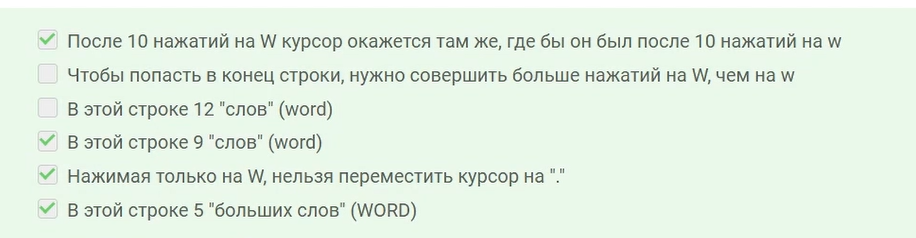 После 10 нажатий на W курсор окажется там же, где бы он был после 10 нажатий на w
Чтобы попасть в конец строки, нужно совершить больше нажатий на W, чем на w
В этой строке 12 "слов" (word)
В этой строке 9 "слов" (word)
Нажимая только на W, нельзя переместить курсор на "."
В этой строке 5 "больших слов" (WORD)